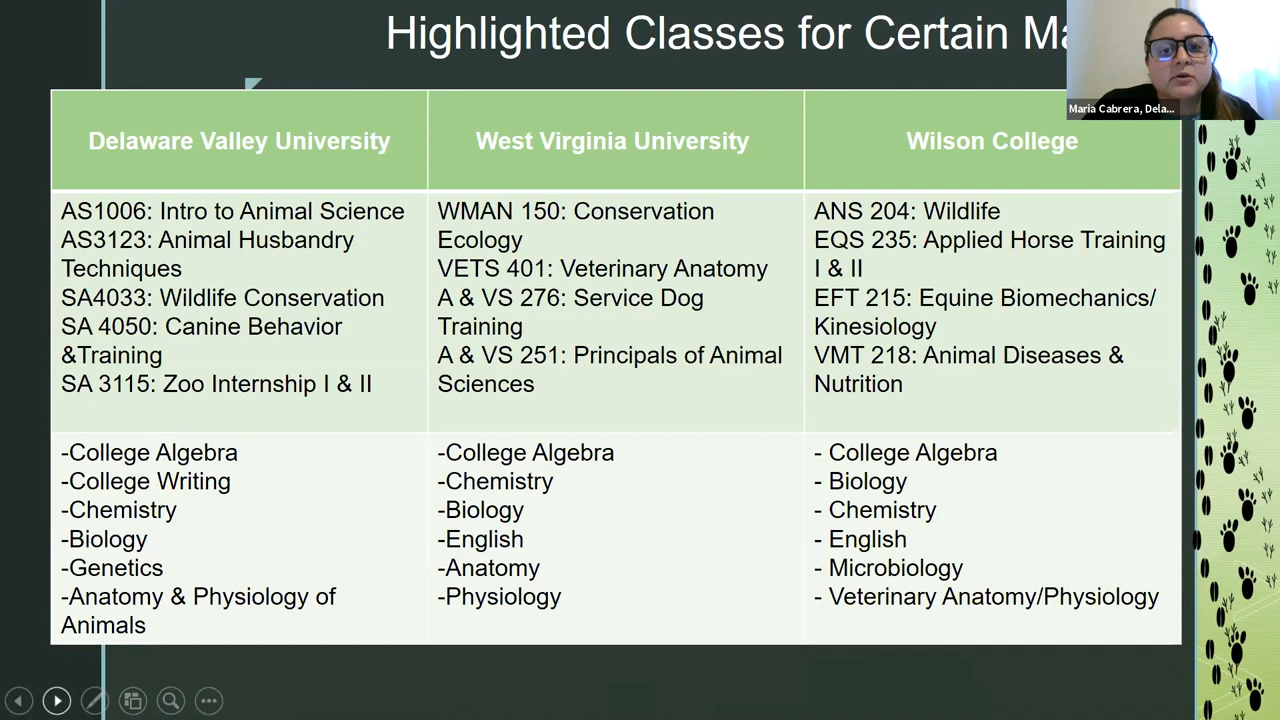 Highlighted Classes for Certain
Maria Cabrera, Dela...
Delaware Valley University
West Virginia University
Wilson College
AS1006: Intro to Animal Science
AS3123: Animal Husbandry
Techniques
SA4033: Wildlife Conservation
SA 4050: Canine Behavior
&Training
SA 3115: Zoo Internship I & II
WMAN 150: Conservation
Ecology
VETS 401: Veterinary Anatomy
A & VS 276: Service Dog
Training
A & VS 251: Principals of Animal
Sciences
ANS 204: Wildlife
EQS 235: Applied Horse Training
I & II
EFT 215: Equine Biomechanics/
Kinesiology
VMT 218: Animal Diseases &
Nutrition
-College Algebra
-College Writing
-Chemistry
-Biology
-Genetics
-Anatomy & Physiology of
Animals
-College Algebra
-Chemistry
-Biology
-English
-Anatomy
-Physiology
- College Algebra
- Biology
- Chemistry
- English
- Microbiology
- Veterinary Anatomy/Physiology